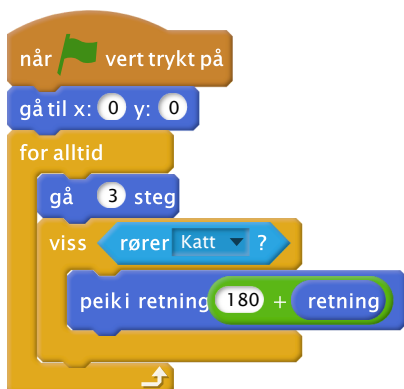 når vert trykt på
gå til x: 0 y: 0
for alltid
gå 3 steg
viss rører Katt ?
peik i retning 180 + retning